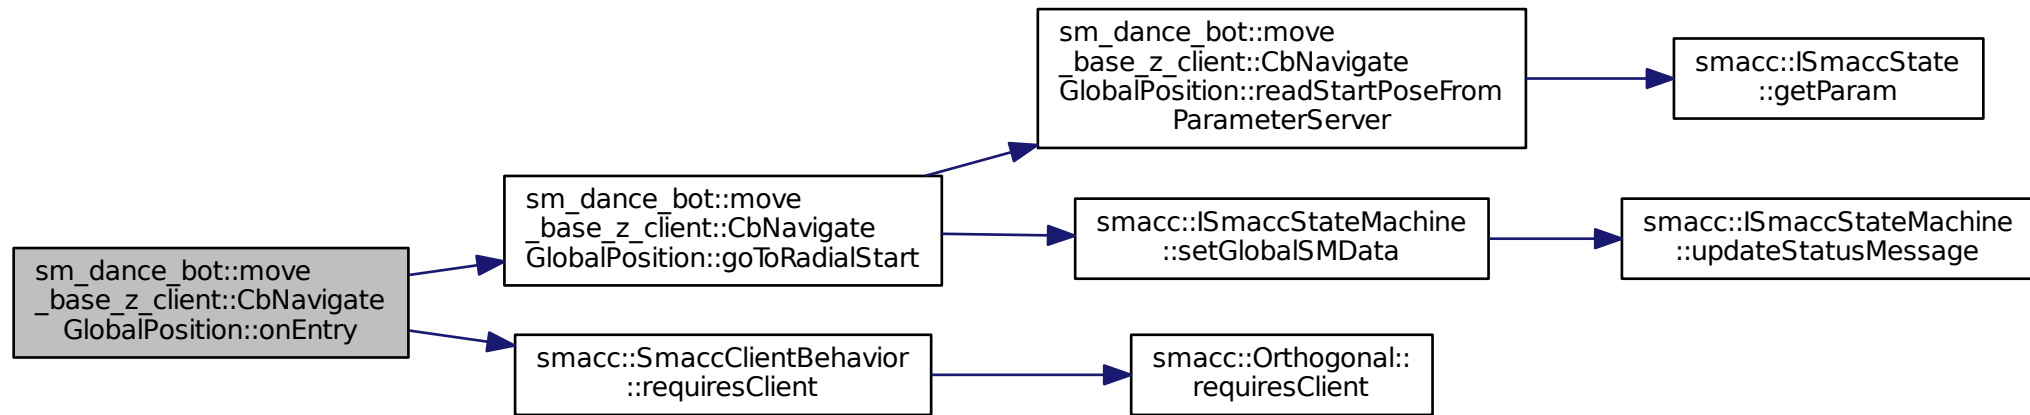 sm_dance_bot::move
_base_z_client::CbNavigate
GlobalPosition::onEntry
sm_dance_bot::move
_base_z_client::CbNavigate
GlobalPosition::goToRadialStart
sm_dance_bot::move
_base_z_client::CbNavigate
GlobalPosition::readStartPoseFrom
ParameterServer
smacc::ISmaccState
::getParam
smacc::ISmaccStateMachine
::setGlobalSMData
smacc::ISmaccStateMachine
::updateStatusMessage
smacc::SmaccClientBehavior
::requiresClient
smacc::Orthogonal::
requiresClient